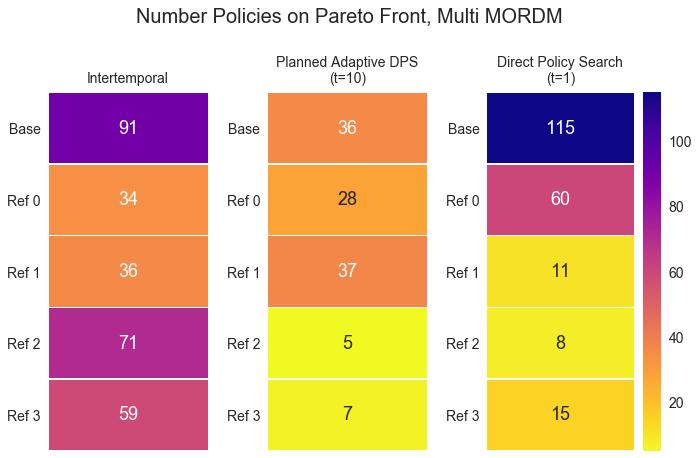 Number Policies on Pareto Front, Multi MORDM
Intertemporal
Planned Adaptive DPS
(t=10)
Direct Policy Search
(t=1)
Base 91 Base 36 Base 115
Ref 0 34 Ref 0 28 Ref 0 60
Ref 1 36 Ref 1 37 Ref 1 11
Ref 2 71 Ref 2 5 Ref 2 8
Ref 3 59 Ref 3 7 Ref 3 15
100
80
60
40
20